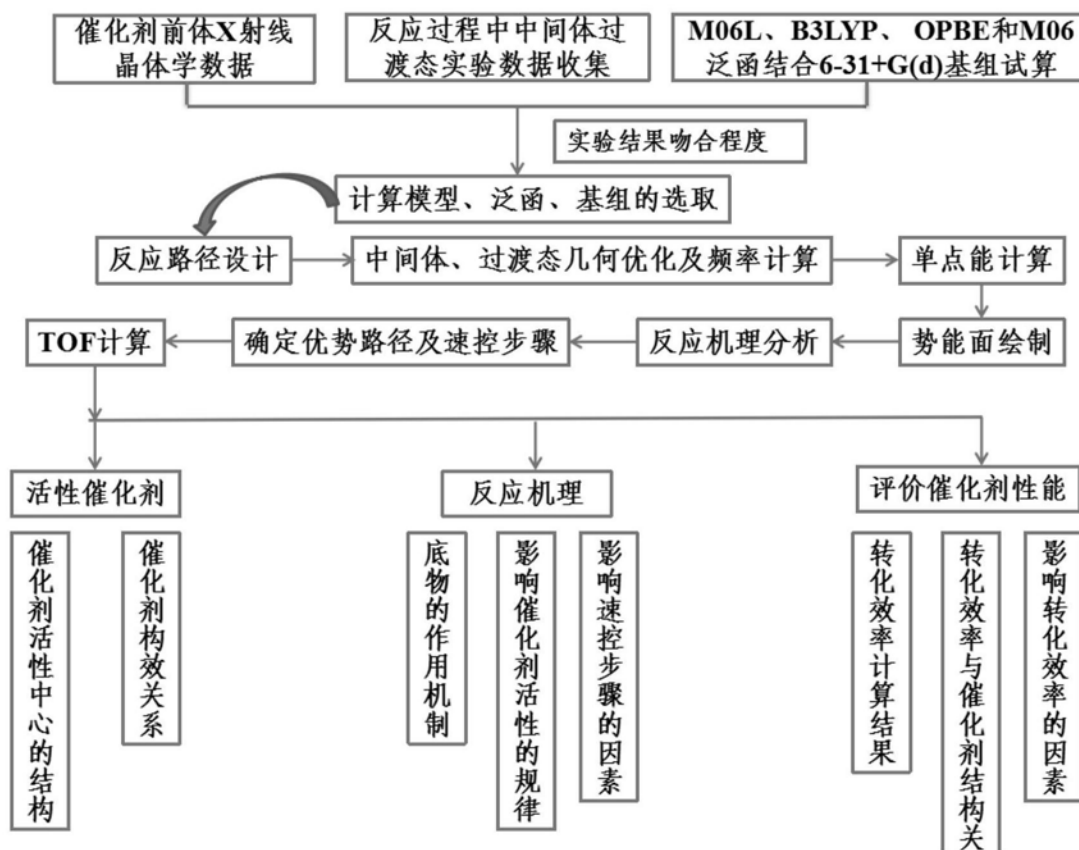 催化剂前体X射线
晶体学数据
反应过程中中间体过
渡态实验数据收集
M06L、B3LYP、 OPBE和M06
泛函结合6-31+G(d)基组试算
实验结果吻合程度
计算模型、泛函、基组的选取
反应路径设计
中间体、过渡态几何优化及频率计算
单点能计算
TOF计算
确定优势路径及速控步骤
反应机理分析
势能面绘制
活性催化剂
反应机理
评价催化剂性能
催化剂活性中心的结构
催化剂构效关系
底物的作用机制
影响催化剂活性的规律
影响速控步骤的因素
转化效率计算结果
转化效率与催化剂结构关
影响转化效率的因素